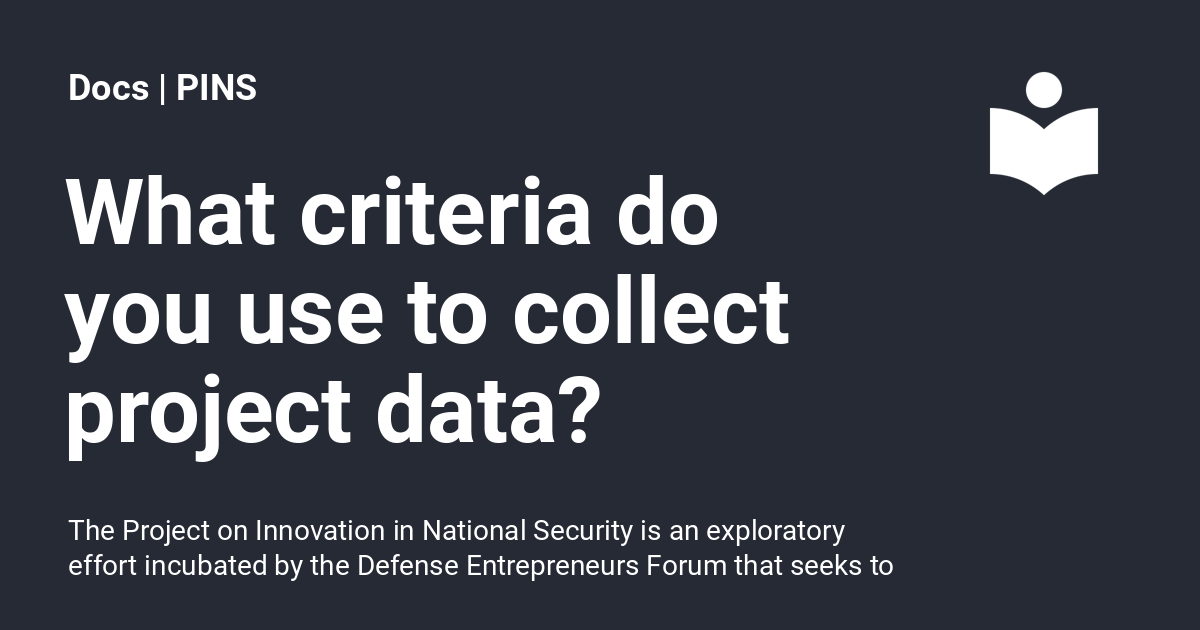 Docs | PINS
What criteria do
you use to collect
project data?
The Project on Innovation in National Security is an exploratory
effort incubated by the Defense Entrepreneurs Forum that seeks to